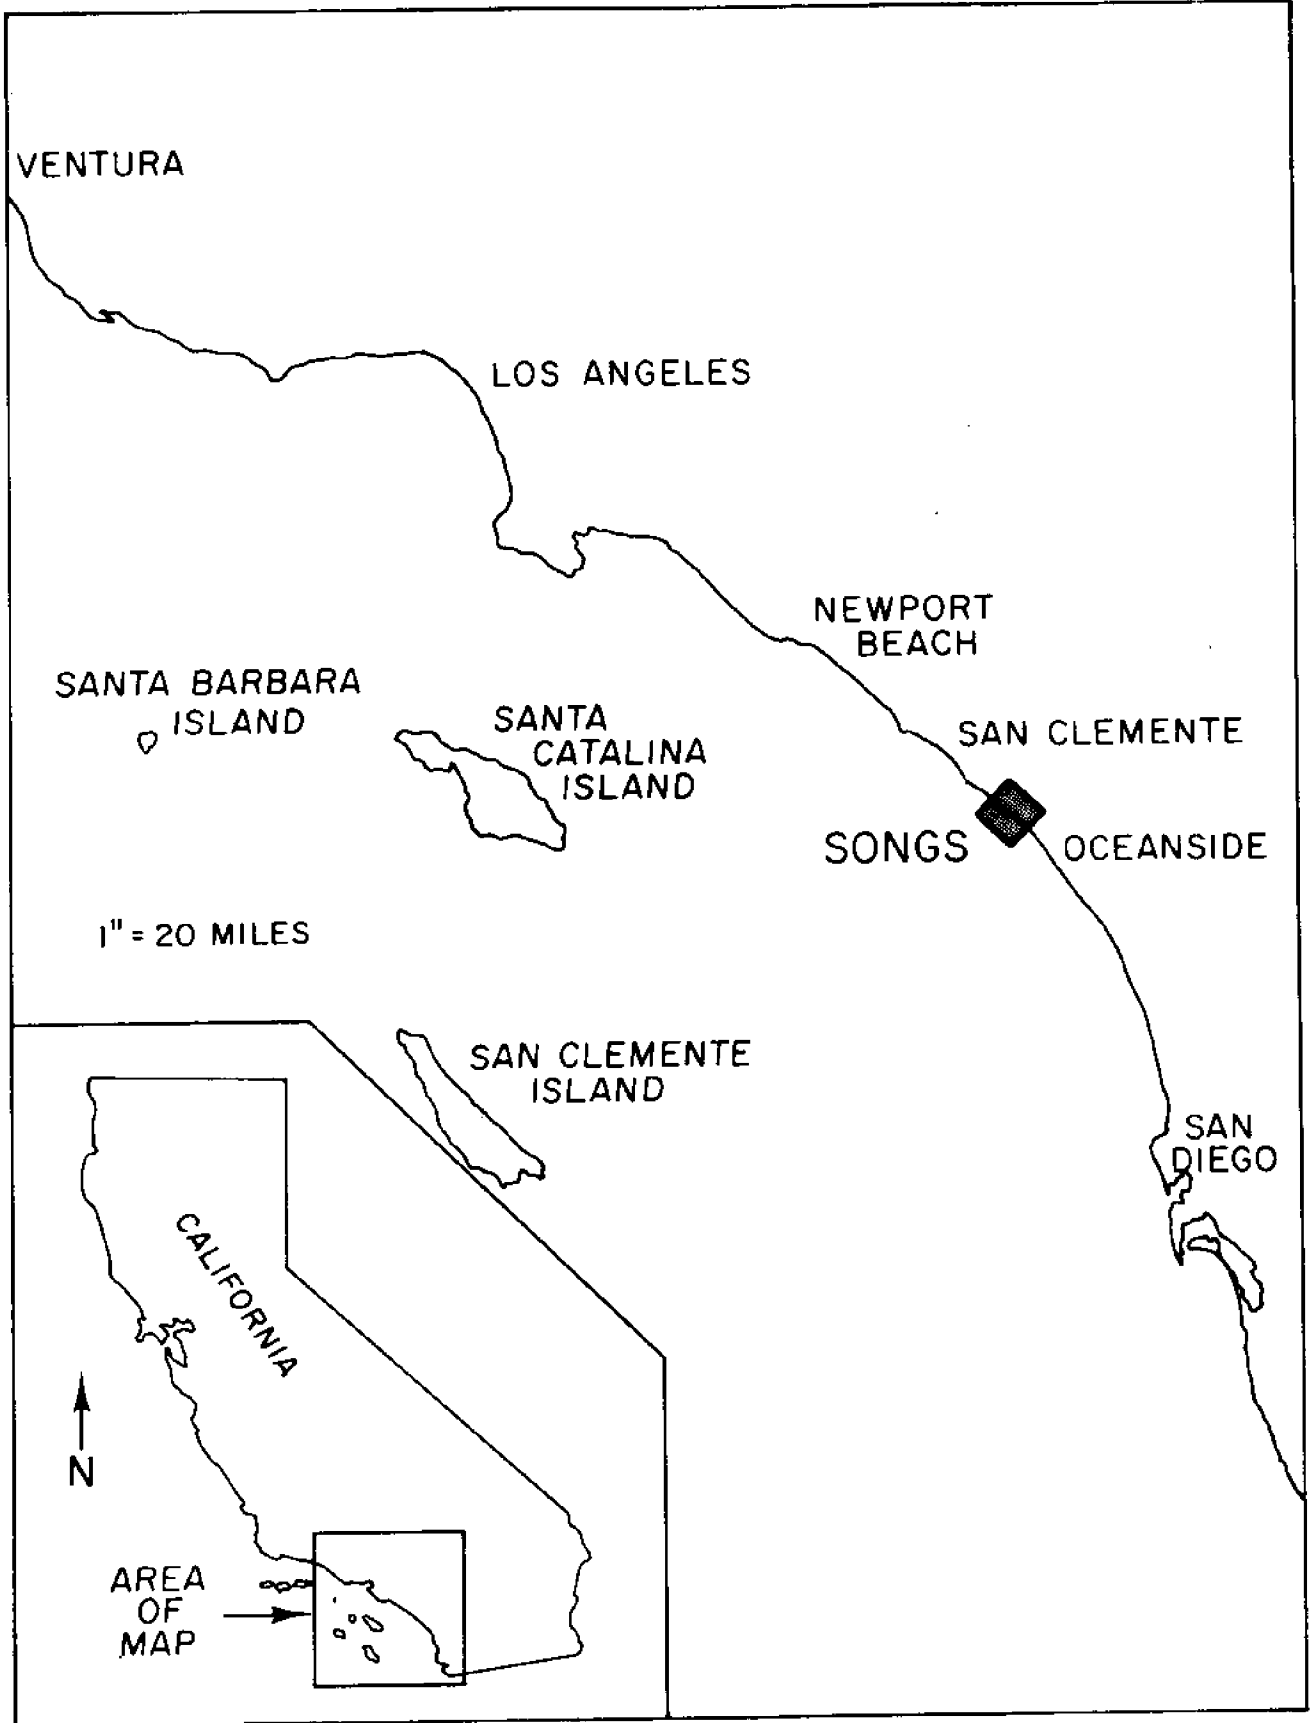 VENTURA
LOS ANGELES
NEWPORT
BEACH
SANTA BARBARA
ISLAND
SANTA
CATALINA
ISLAND
SAN CLEMENTE
SONGS
OCEANSIDE
1" = 20 MILES
SAN CLEMENTE
ISLAND
SAN
DIEGO
CALIFORNIA
N
AREA
OF
MAP